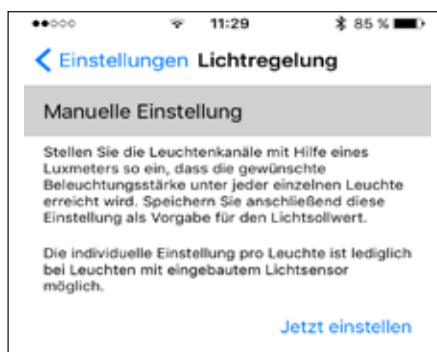 11:29 85 %
Einstellungen Lichtregelung
Manuelle Einstellung
Stellen Sie die Leuchtenkanäle mit Hilfe eines
Luxmeters so ein, dass die gewünschte
Beleuchtungsstärke unter jeder einzelnen Leuchte
erreicht wird. Speichern Sie anschließend diese
Einstellung als Vorgabe für den Lichtsollwert.
Die individuelle Einstellung pro Leuchte ist lediglich
bei Leuchten mit eingebautem Lichtsensor
möglich.
Jetzt einstellen